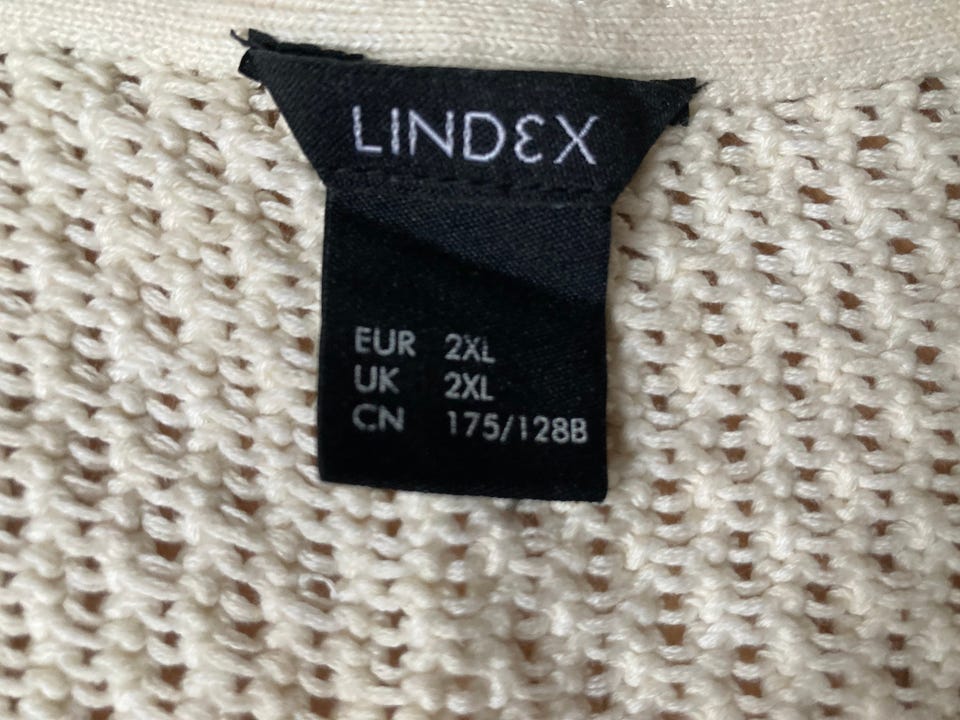 LINDEX
EUR 2XL
UK 2XL
CN 175/128B